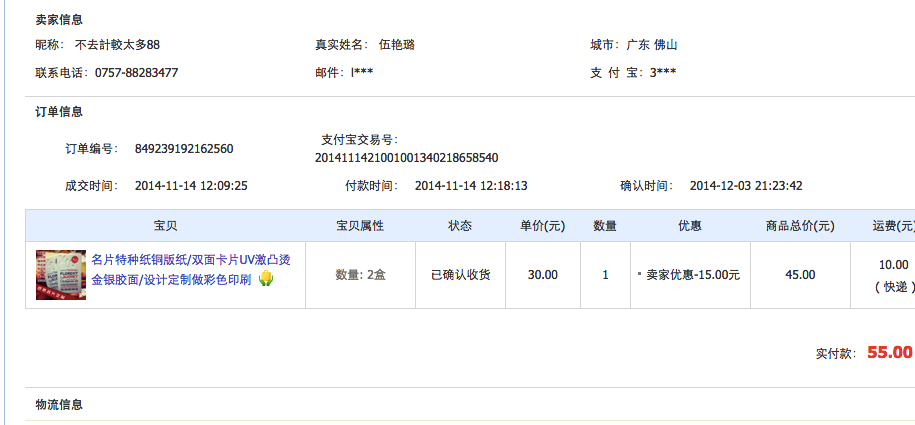 卖家信息
昵称： 不去計較太多88 真实姓名： 伍艳璐 城市：广东 佛山
联系电话：0757-88283477 邮件：l*** 支 付 宝：3***
订单信息
订单编号： 849239192162560 支付宝交易号：
2014111421001001340218658540
成交时间： 2014-11-14 12:09:25 付款时间： 2014-11-14 12:18:13 确认时间： 2014-12-03 21:23:42
宝贝 宝贝属性 状态 单价(元) 数量 优惠 商品总价(元) 运费(元)
名片特种纸铜版纸/双面卡片UV激凸烫
金银胶面/设计定制做彩色印刷
数量: 2盒 已确认收货 30.00 1 卖家优惠-15.00元 45.00 10.00
( 快递 )
实付款： 55.00
物流信息